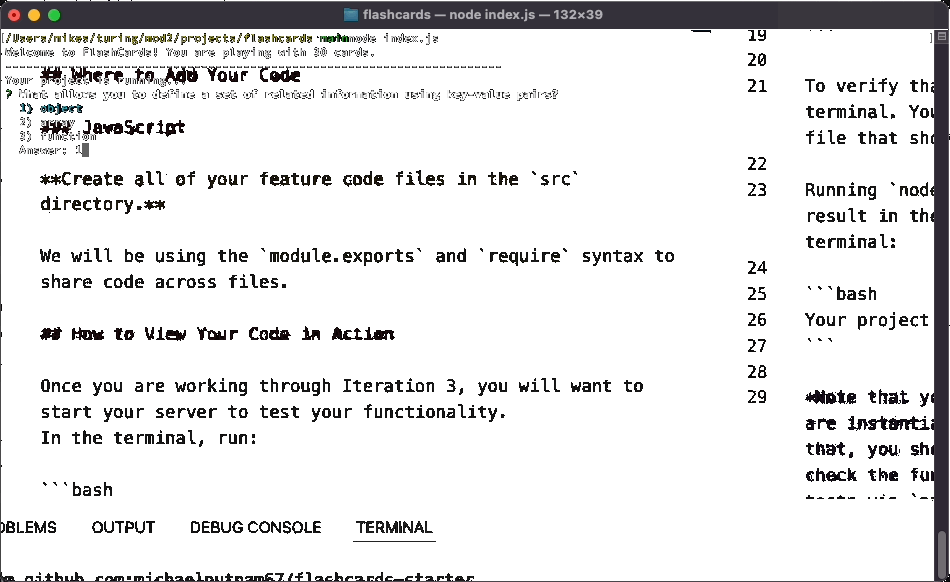 flashcards — node index.js — 132×39
[/Users/mikea/turing/mod2/projects/flashcards main node index.js
Welcome to FlashCards! You are playing with 30 cards.
-----------------------------------------------------------------------
Your project is running...
? What allows you to define a set of related information using key-value pairs?
1) object
2) array
3) function
Answer: 1
## Where to Add Your Code
### JavaScript
**Create all of your feature code files in the `src`
directory.**
We will be using the `module.exports` and `require` syntax to
share code across files.
## How to View Your Code in Action
Once you are working through Iteration 3, you will want to
start your server to test your functionality.
In the terminal, run:
```bash
19 ```
20
21 To verify tha
terminal. You
file that sho
22
23 Running `node
result in the
terminal:
24
25 ```bash
26 Your project
27 ```
28
29 *Note that yo
are instantia
that, you sho
check the fun
OBLEMS OUTPUT DEBUG CONSOLE TERMINAL
github.com:michaelputnam67/flashcards-starter